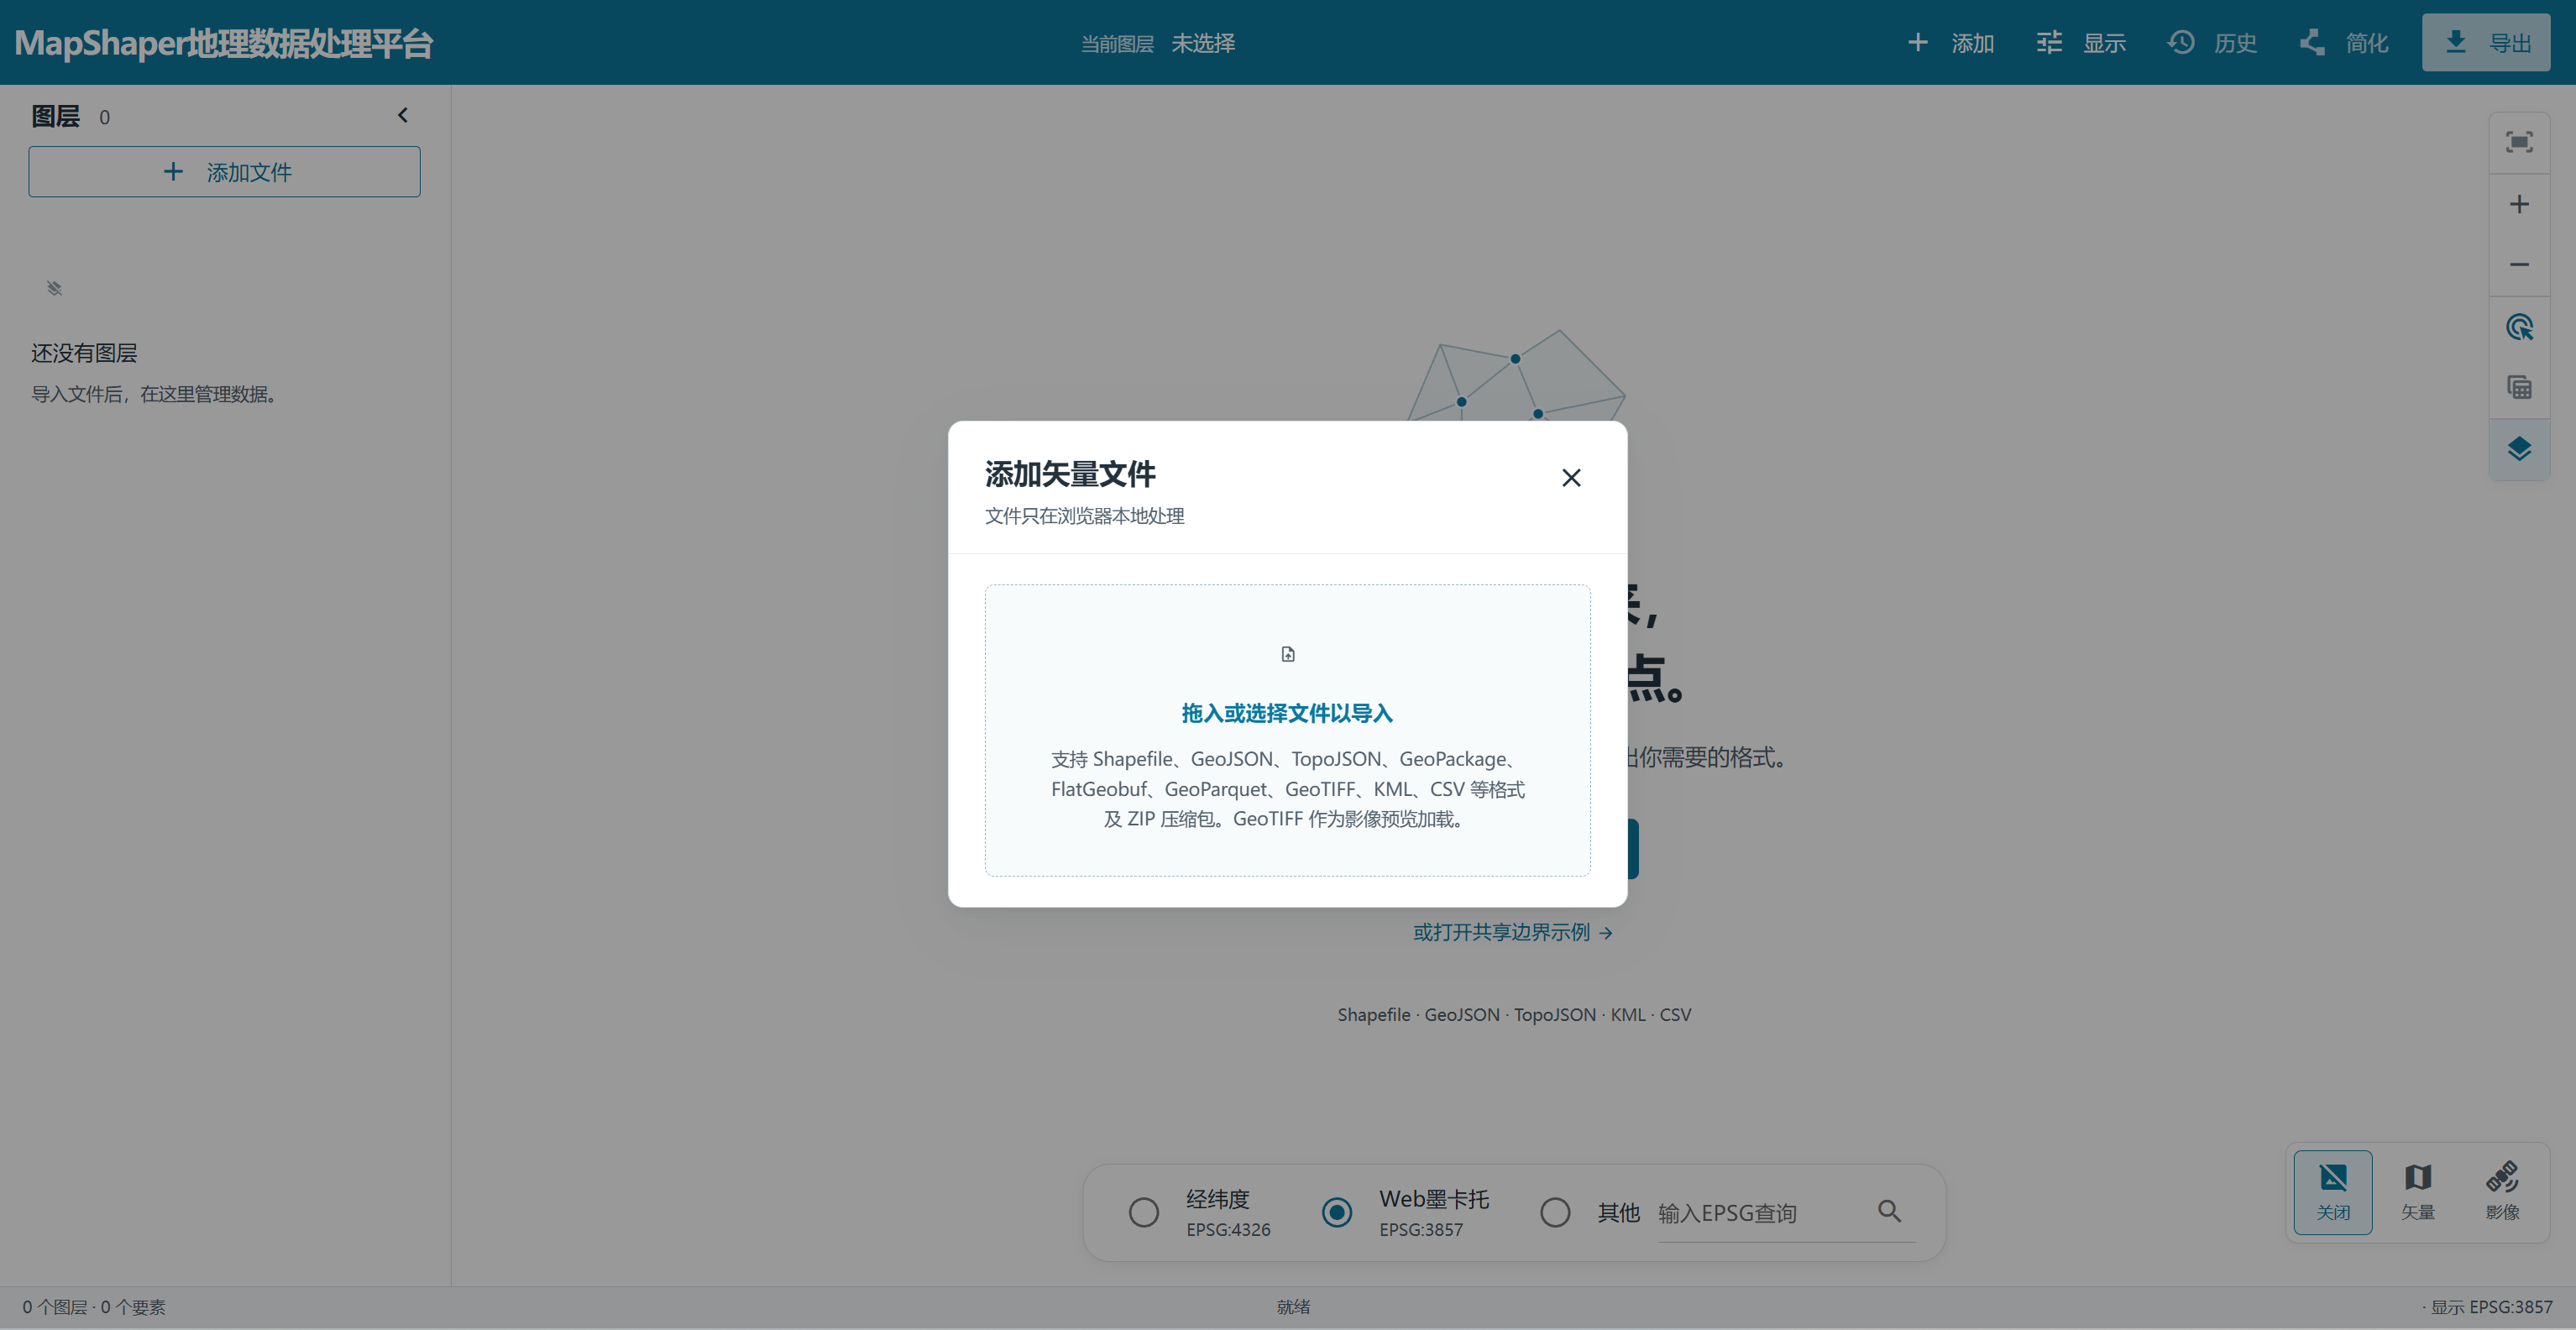 MapShaper地理数据处理平台
当前图层 未选择
添加 显示 历史 简化 导出
图层 0
添加文件
还没有图层
导入文件后，在这里管理数据。
添加矢量文件
文件只在浏览器本地处理
拖入或选择文件以导入
支持 Shapefile、GeoJSON、TopoJSON、GeoPackage、
FlatGeobuf、GeoParquet、GeoTIFF、KML、CSV 等格式
及 ZIP 压缩包。GeoTIFF 作为影像预览加载。
点。
你需要的格式。
或打开共享边界示例 →
Shapefile · GeoJSON · TopoJSON · KML · CSV
经纬度
EPSG:4326
Web墨卡托
EPSG:3857
其他 输入EPSG查询
关闭 矢量 影像
0 个图层 · 0 个要素
就绪
· 显示 EPSG:3857